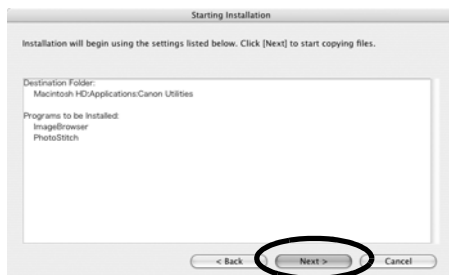 Starting Installation
Installation will begin using the settings listed below. Click [Next] to start copying files.
Destination Folder:
Macintosh HD:Applications:Canon Utilities
Programs to be Installed:
ImageBrowser
PhotoStitch
< Back Next > Cancel